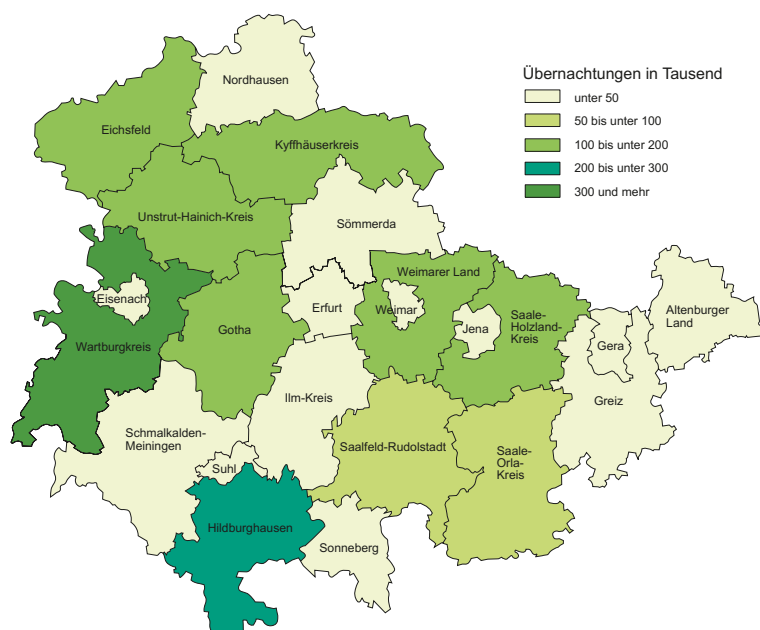 Übernachtungen in Tausend
unter 50
50 bis unter 100
100 bis unter 200
200 bis unter 300
300 und mehr
Nordhausen
Eichsfeld
Kyffhäuserkreis
Unstrut-Hainich-Kreis
Sömmerda
Weimarer Land
Eisenach
Erfurt
Weimar
Altenburger
Land
Saale-
Holzland-
Kreis
Gotha
Jena
Gera
Wartburgkreis
Ilm-Kreis
Greiz
Schmalkalden-
Meiningen
Saalfeld-Rudolstadt
Saale-
Orla-
Kreis
Suhl
Hildburghausen
Sonneberg